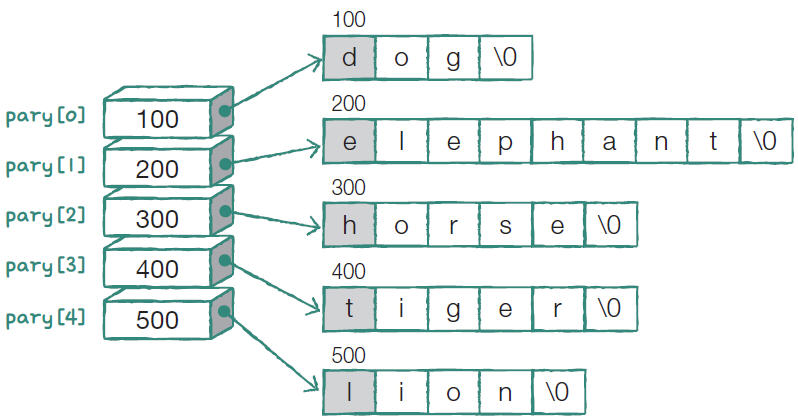 100
d o g \0
pary[0] 100
200
e l e p h a n t \0
pary[1] 200
300
pary[2] 300
h o r s e \0
pary[3] 400
400
t i g e r \0
pary[4] 500
500
l i o n \0